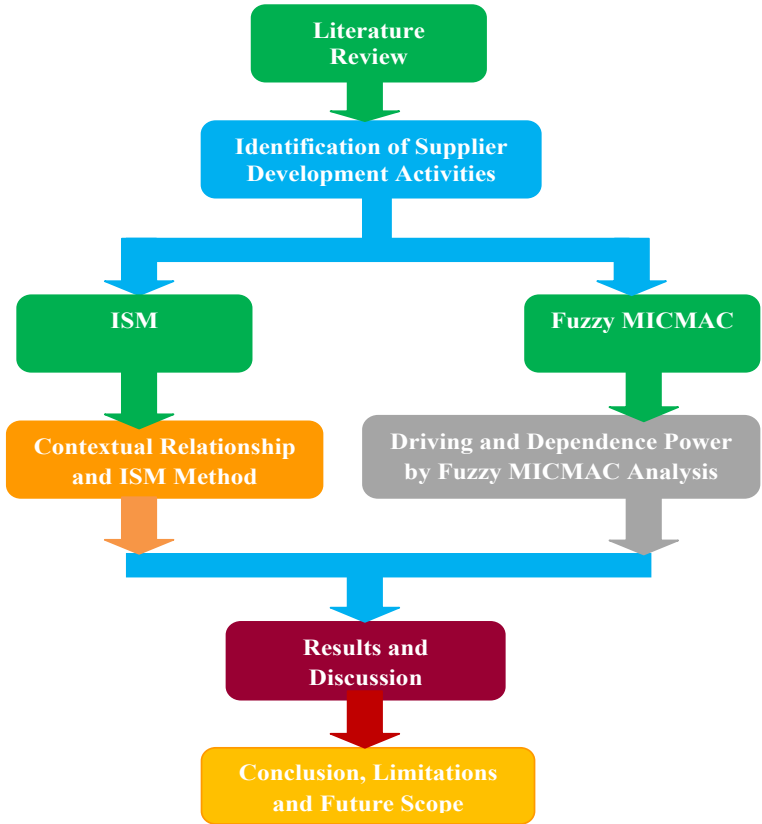 Literature
Review
Identification of Supplier
Development Activities
ISM
Fuzzy MICMAC
Contextual Relationship
and ISM Method
Driving and Dependence Power
by Fuzzy MICMAC Analysis
Results and
Discussion
Conclusion, Limitations
and Future Scope